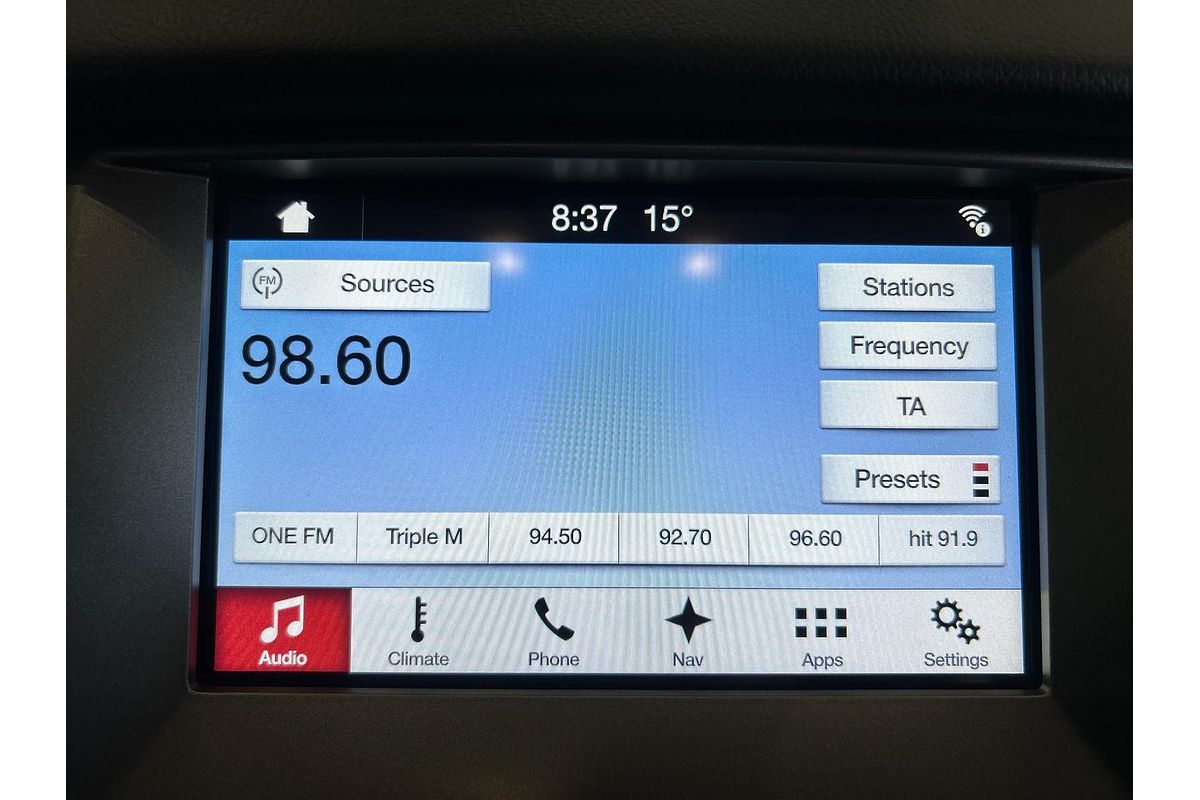 8:37 15°
FM Sources
98.60
Stations
Frequency
TA
Presets
ONE FM Triple M 94.50 92.70 96.60 hit 91.9
Audio Climate Phone Nav Apps Settings